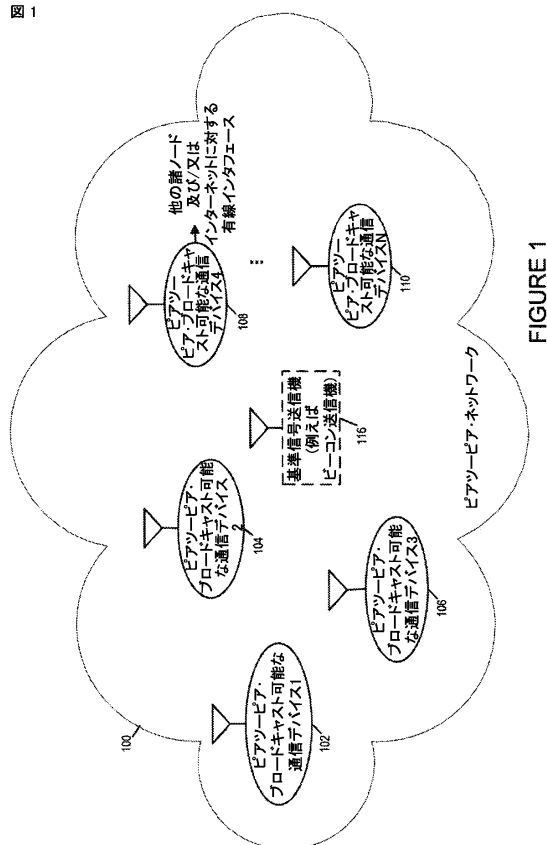 図 1
100
ピアツーピア・
ブロードキャスト可能な
通信デバイス1
102
ピアツーピア・
ブロードキャスト可能
な通信デバイス
2
104
ピアツーピア・
ブロードキャスト可能
な通信デバイス3
106
ピアツー
ピア・ブロードキャ
スト可能な通信
デバイス4
108
他の諸ノード
及び/又は
インターネットに対する
有線インタフェース
基準信号送信機
(例えば
ビーコン送信機)
116
ピアツー
ピア・ブロードキャ
スト可能な通信
デバイスN
110
ピアツーピア・ネットワーク
FIGURE 1